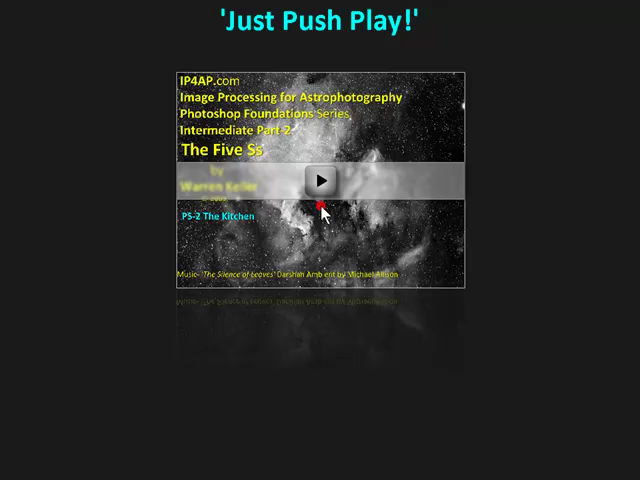 'Just Push Play!'
IP4AP.com
Image Processing for Astrophotography
Photoshop Foundations Series
Intermediate Part-2
The Five Ss
by
Warren Keller
© 2009
PS-2 The Kitchen
Music- 'The Silence of Leaves' Darshan Ambient by Michael Allison